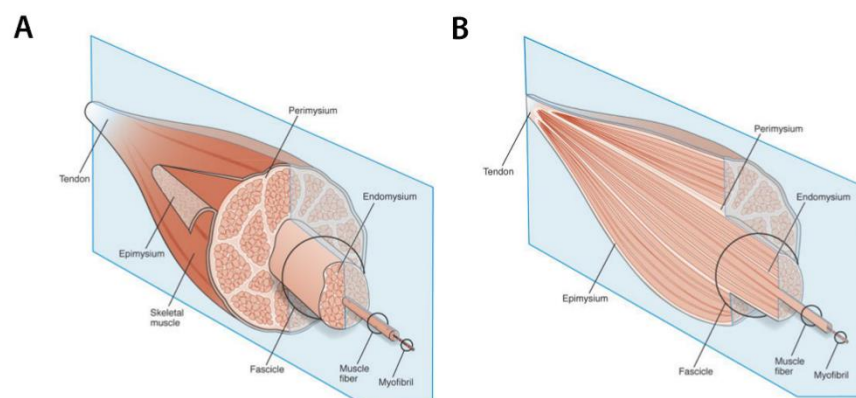 A
Perimysium
Tendon
Endomysium
Epimysium
Skeletal
muscle
Fascicle
Muscle
fiber
Myofibril
B
Perimysium
Tendon
Endomysium
Epimysium
Fascicle
Muscle
fiber
Myofibril